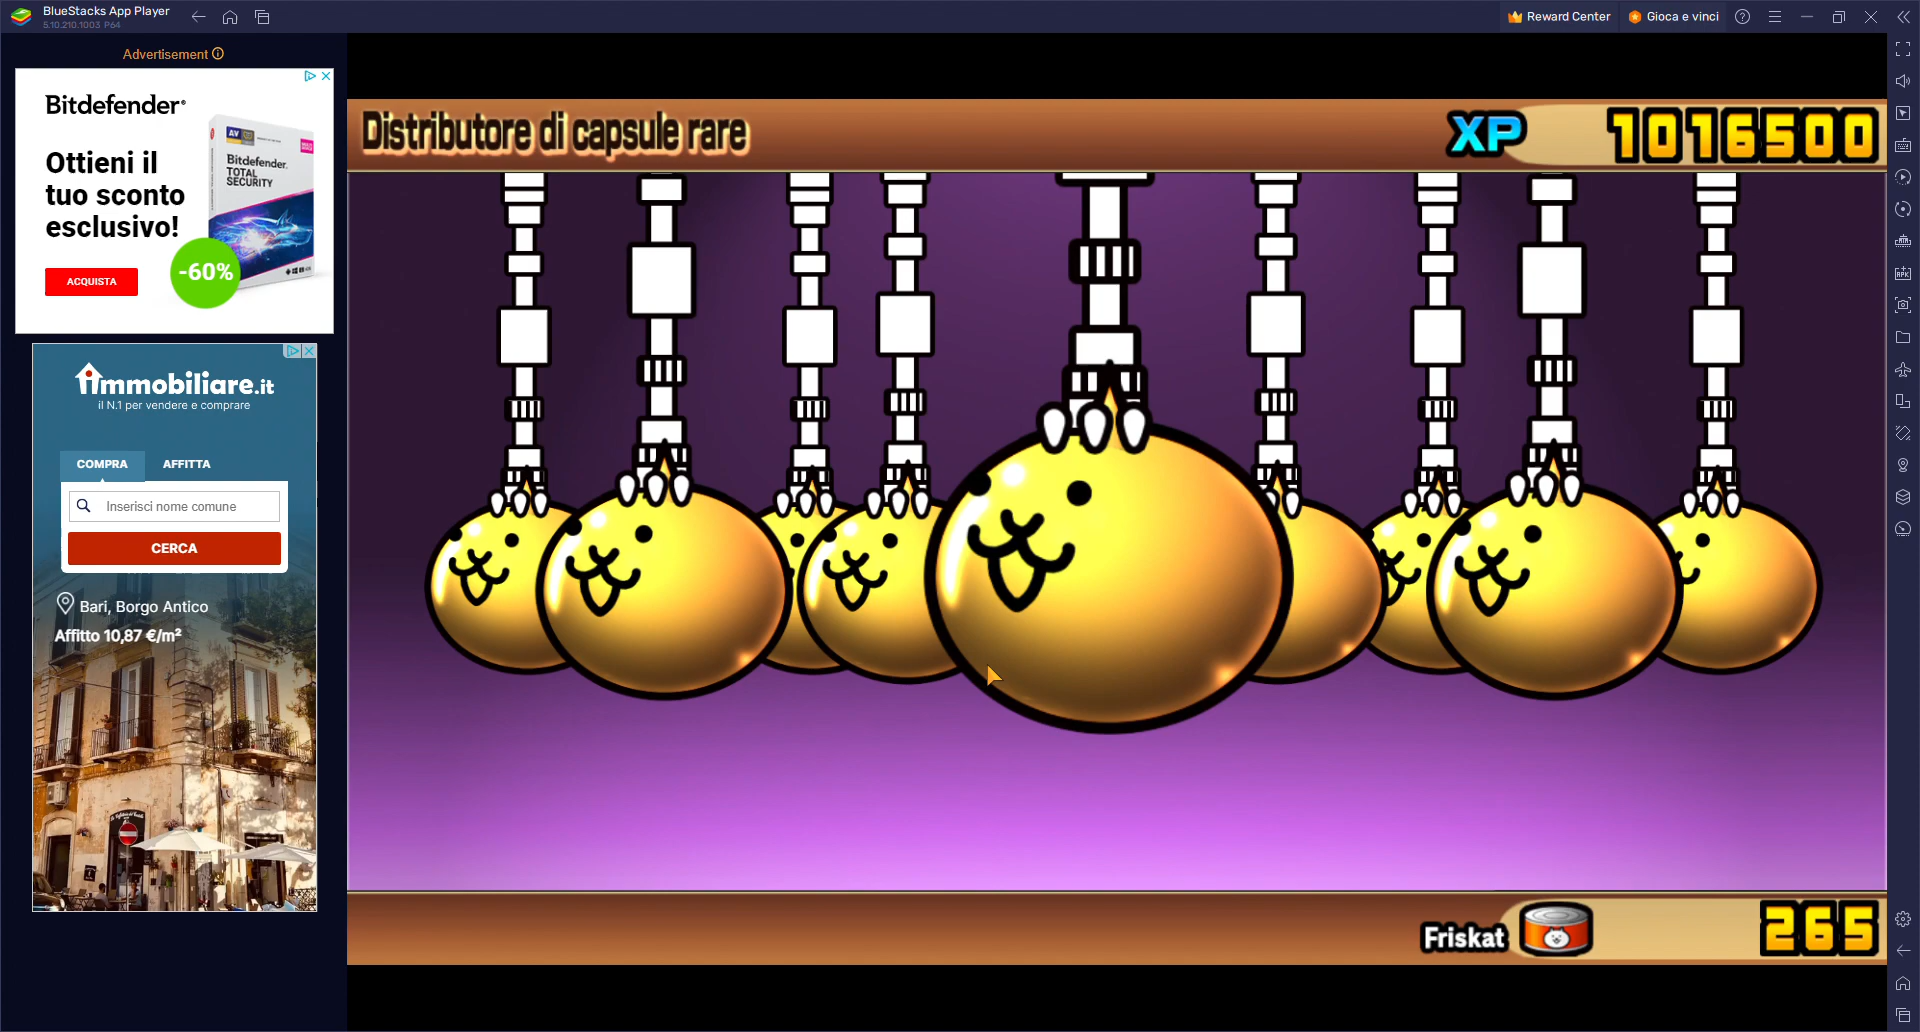 BlueStacks App Player
5.10.210.1003 P64
Reward Center
Gioca e vinci
Advertisement
Bitdefender
Ottieni il
tuo sconto
esclusivo!
ACQUISTA
-60%
AV
Bitdefender
TOTAL
SECURITY
immobiliare.it
il N.1 per vendere e comprare
COMPRA
AFFITTA
Inserisci nome comune
CERCA
Bari, Borgo Antico
Affitto 10,87 €/m²
Distributore di capsule rare
XP
1016500
Friskat
265
APK